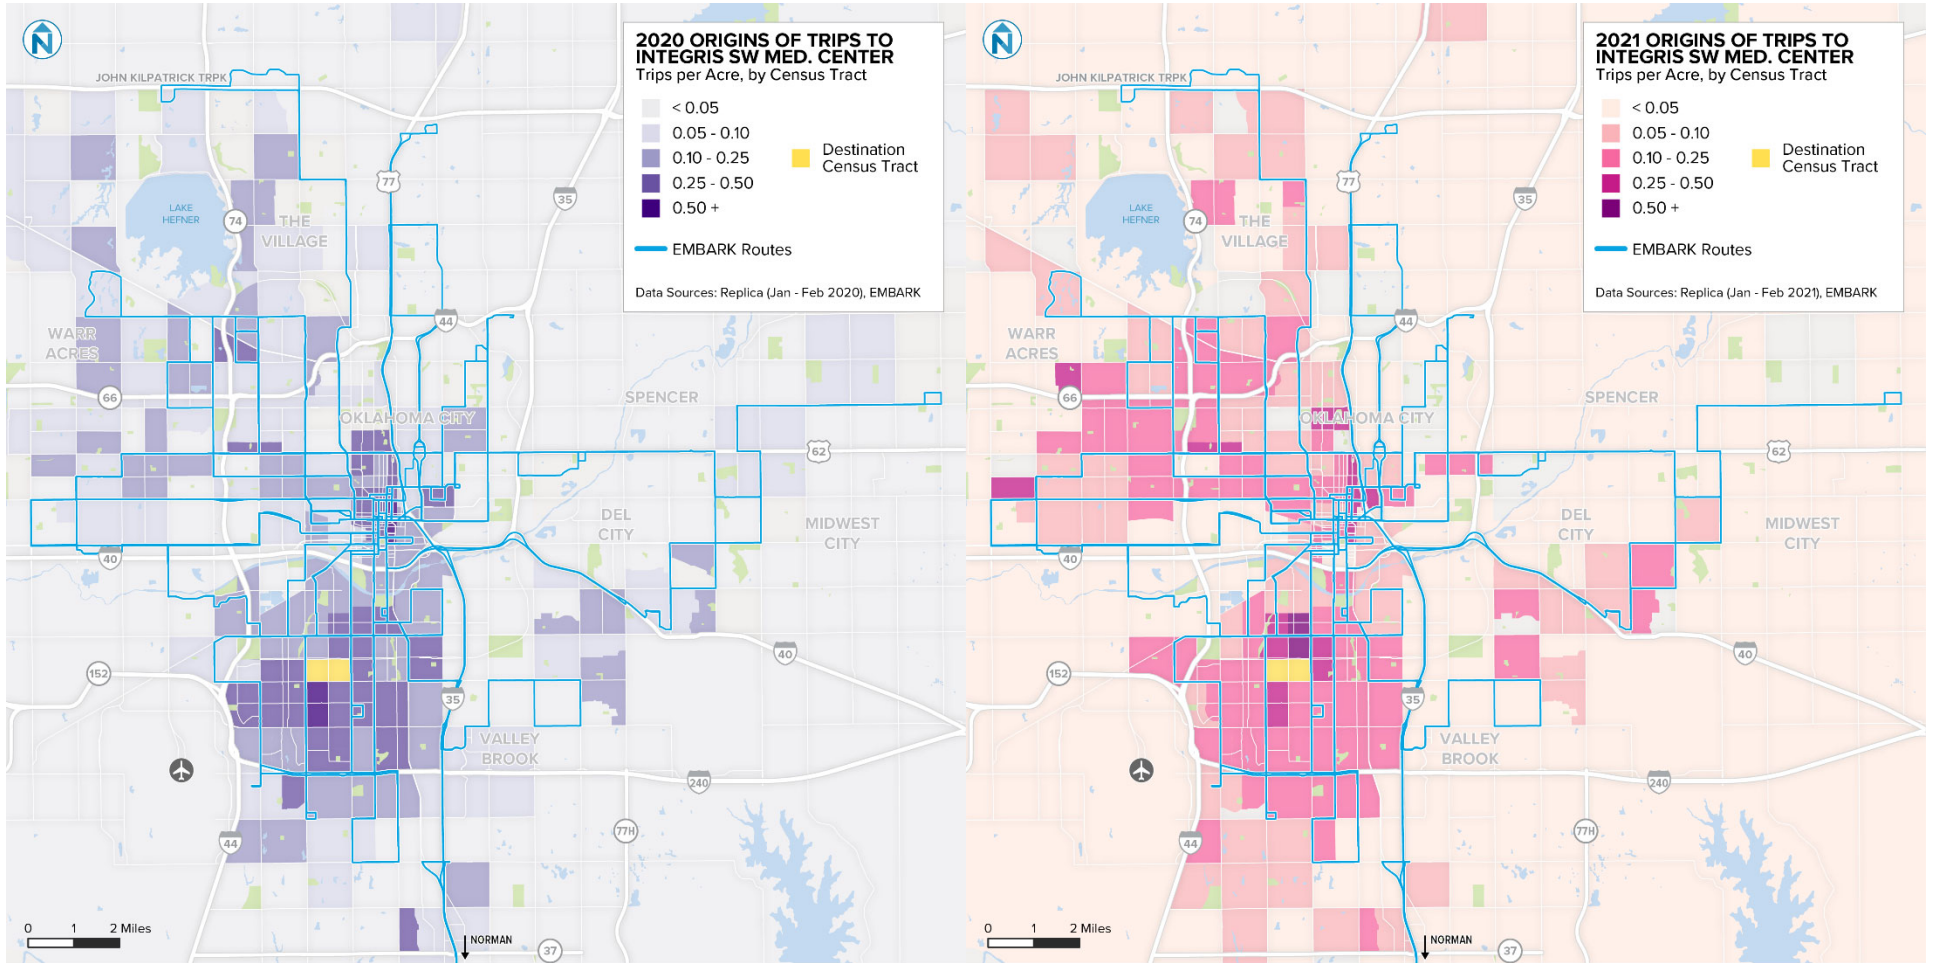 N
2020 ORIGINS OF TRIPS TO
INTEGRIS SW MED. CENTER
Trips per Acre, by Census Tract
< 0.05
0.05 - 0.10
0.10 - 0.25
0.25 - 0.50
0.50 +
Destination
Census Tract
EMBARK Routes
Data Sources: Replica (Jan - Feb 2020), EMBARK
JOHN KILPATRICK TRPK
77
35
LAKE
HEFNER
74
THE
VILLAGE
44
WARR
ACRES
66
SPENCER
OKLAHOMA CITY
62
DEL
CITY
MIDWEST
CITY
40
40
152
35
VALLEY
BROOK
240
77H
44
0 1 2 Miles
NORMAN
37
N
2021 ORIGINS OF TRIPS TO
INTEGRIS SW MED. CENTER
Trips per Acre, by Census Tract
< 0.05
0.05 - 0.10
0.10 - 0.25
0.25 - 0.50
0.50 +
Destination
Census Tract
EMBARK Routes
Data Sources: Replica (Jan - Feb 2021), EMBARK
JOHN KILPATRICK TRPK
77
35
LAKE
HEFNER
74
THE
VILLAGE
44
WARR
ACRES
66
SPENCER
OKLAHOMA CITY
62
DEL
CITY
MIDWEST
CITY
40
40
152
35
VALLEY
BROOK
240
77H
44
0 1 2 Miles
NORMAN
37